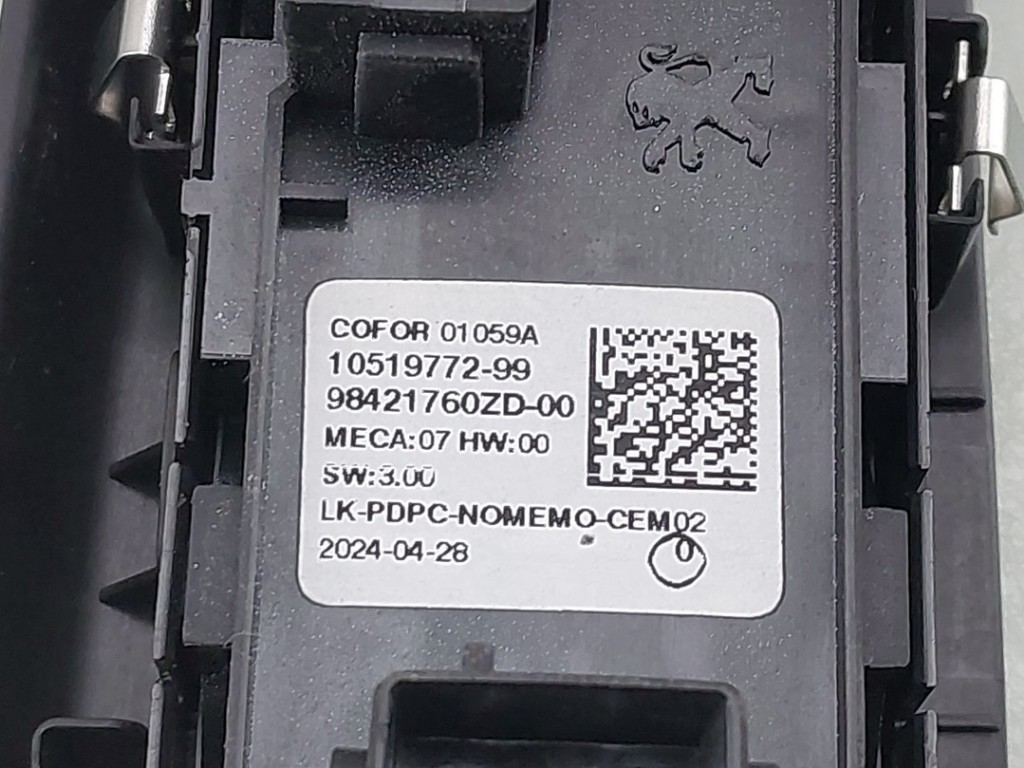 COFOR 01059A
10519772-99
98421760ZD-00
MECA:07 HW:00
SW:3.00
LK-PDPC-NOMEMO-CEM02
2024-04-28
0